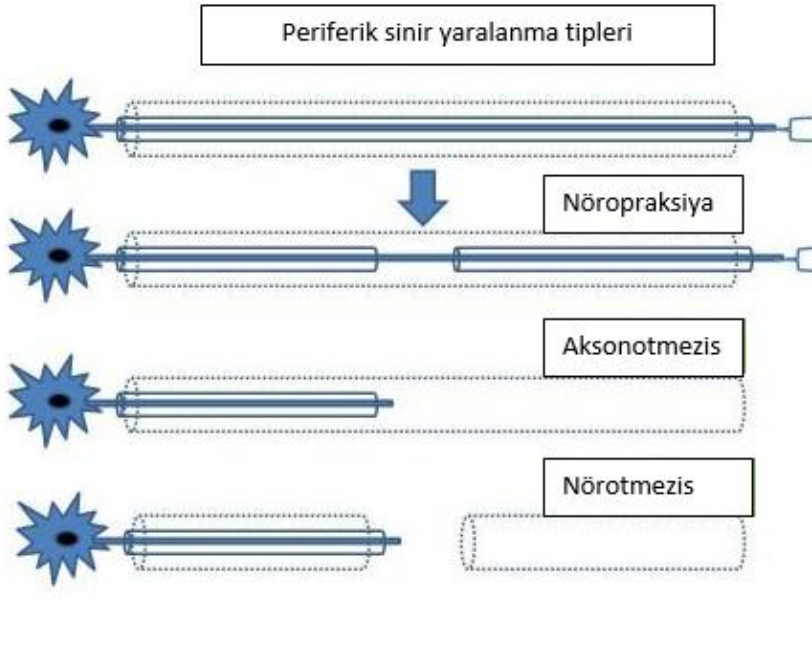 Periferik sinir yaralanma tipleri
Nöropraksiya
Aksonotmezis
Nörotmezis